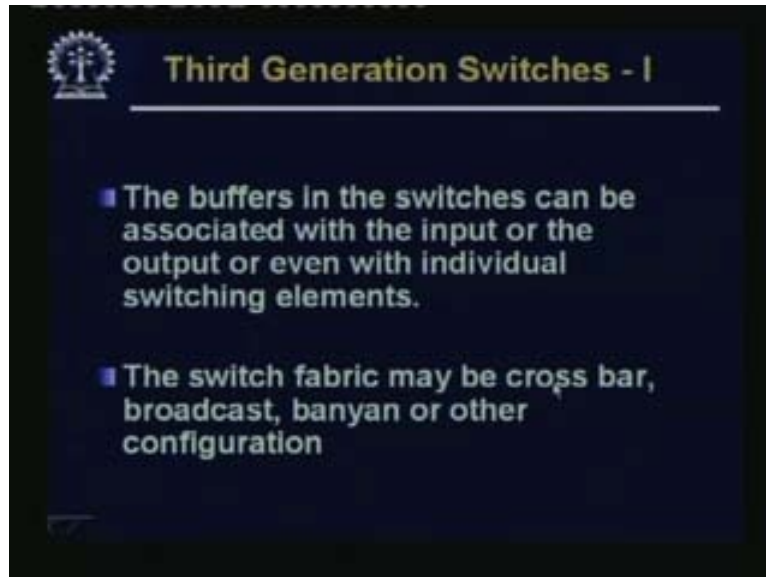 Third Generation Switches - I
The buffers in the switches can be
associated with the input or the
output or even with individual
switching elements.
The switch fabric may be cross bar,
broadcast, banyan or other
configuration